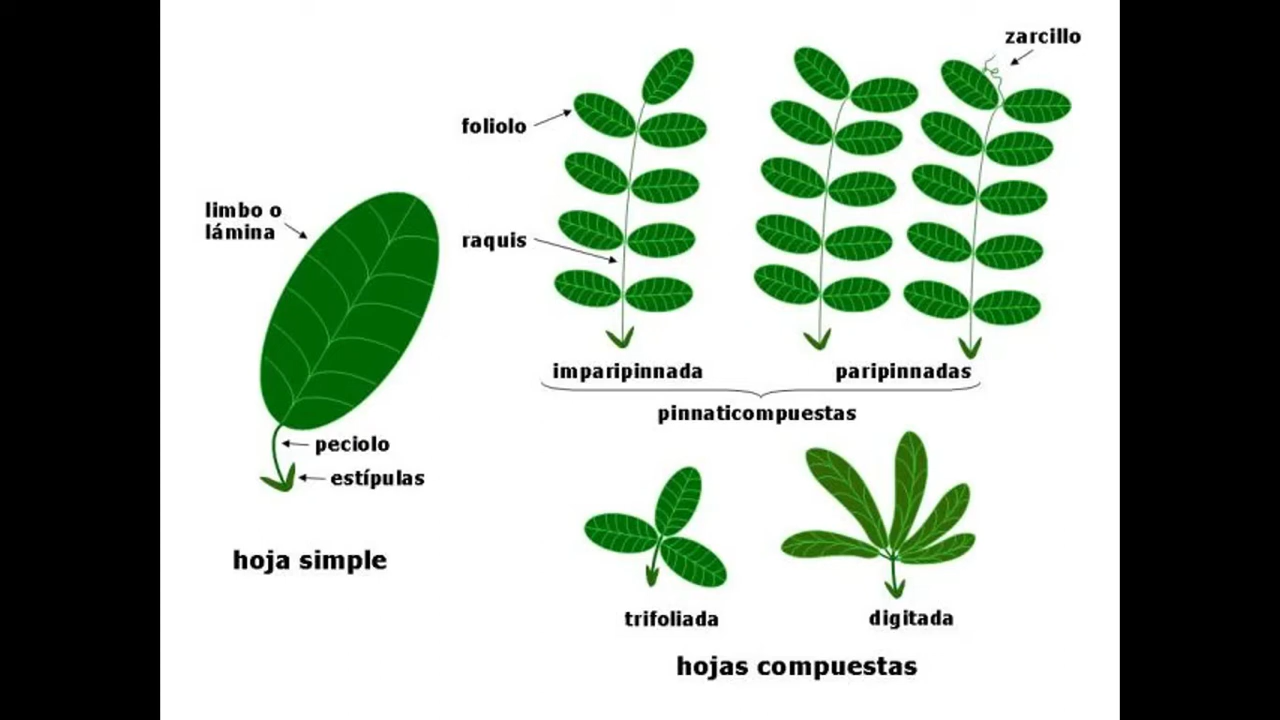 zarcillo
foliolo
limbo o
lámina
raquis
imparipinnada
paripinnadas
pinnaticompuestas
peciolo
estípulas
hoja simple
trifoliada
digitada
hojas compuestas